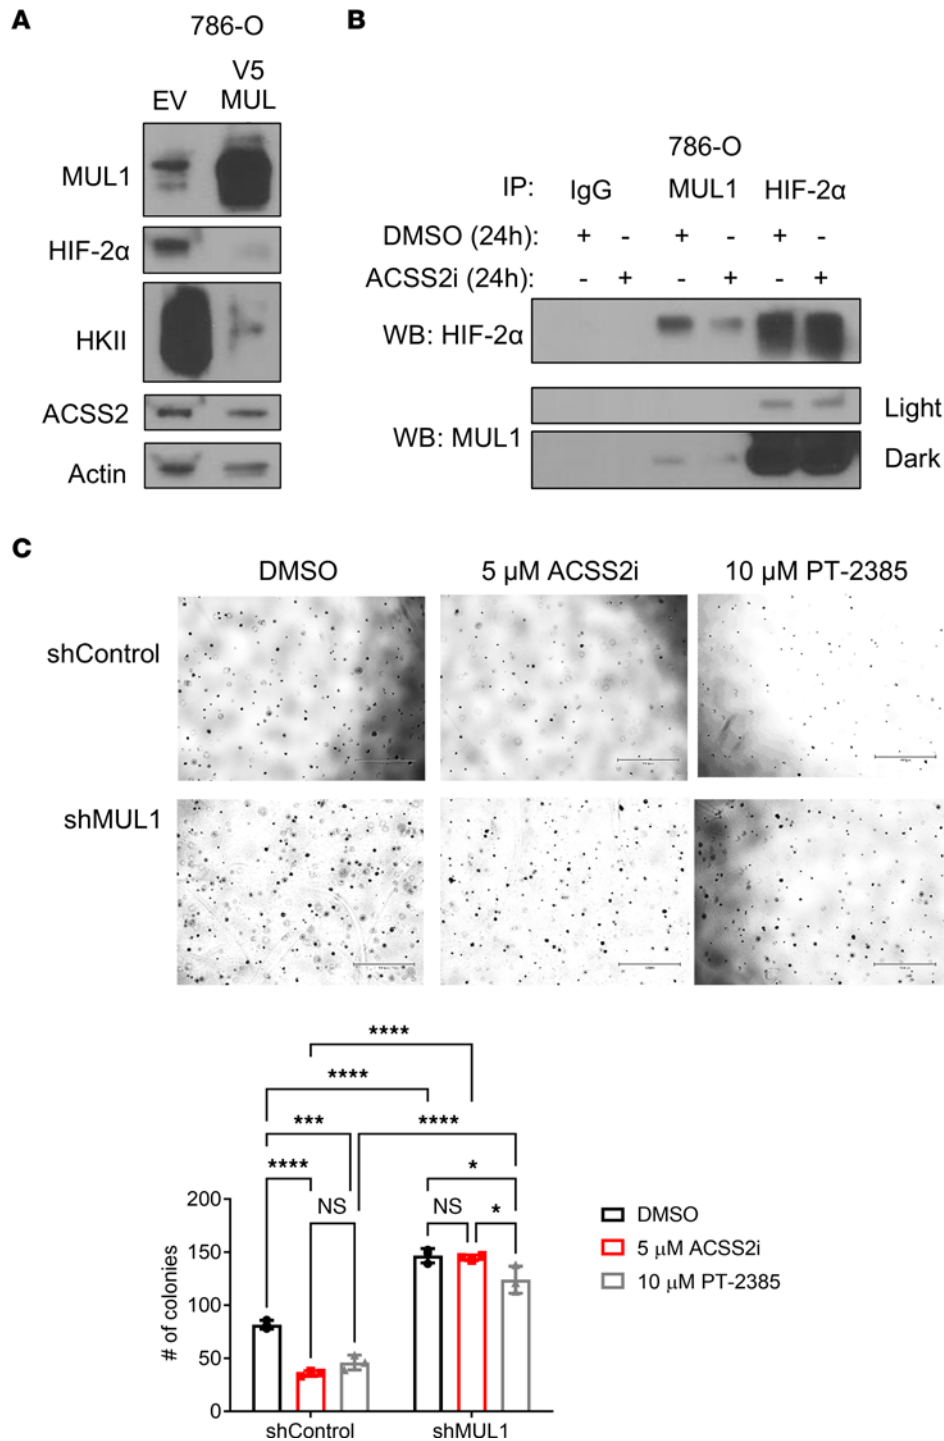 A
786-O
EV
V5
MUL
MUL1
HIF-2α
HKII
ACSS2
Actin
B
786-O
IP: IgG MUL1 HIF-2α
DMSO (24h): + - + - + -
ACSS2i (24h): - + - + - +
WB: HIF-2α
WB: MUL1
Light
Dark
C
DMSO 5 μM ACSS2i 10 μM PT-2385
shControl
shMUL1
****
****
*** ****
**** *
NS NS *
200
150
100
50
0
# of colonies
shControl shMUL1
DMSO
5 μM ACSS2i
10 μM PT-2385